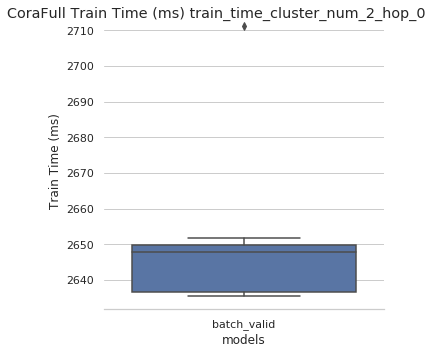 CoraFull Train Time (ms) train_time_cluster_num_2_hop_0
2710
2700
2690
2680
2670
2660
2650
2640
Train Time (ms)
batch_valid
models